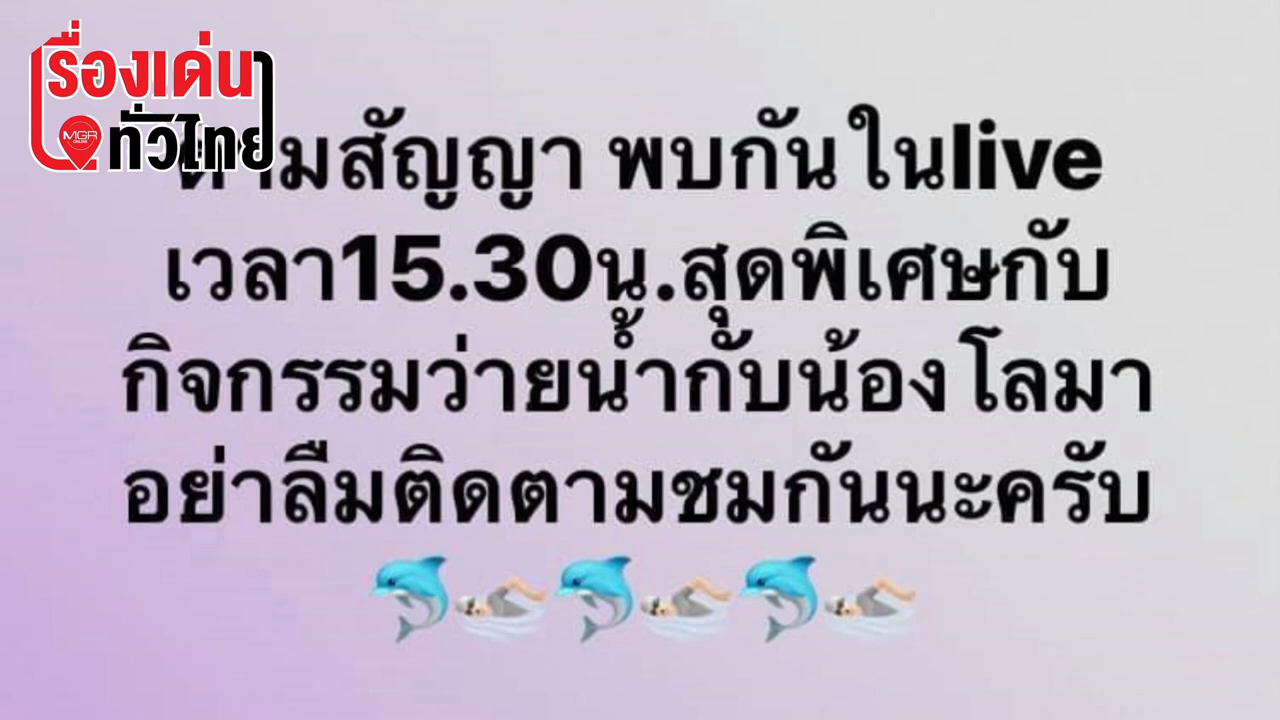 เรื่องเด่น
ทั่วไทย
MGR
ONLINE
ตามสัญญา พบกันในlive
เวลา15.30น.สุดพิเศษกับ
กิจกรรมว่ายน้ำกับน้องโลมา
อย่าลืมติดตามชมกันนะครับ